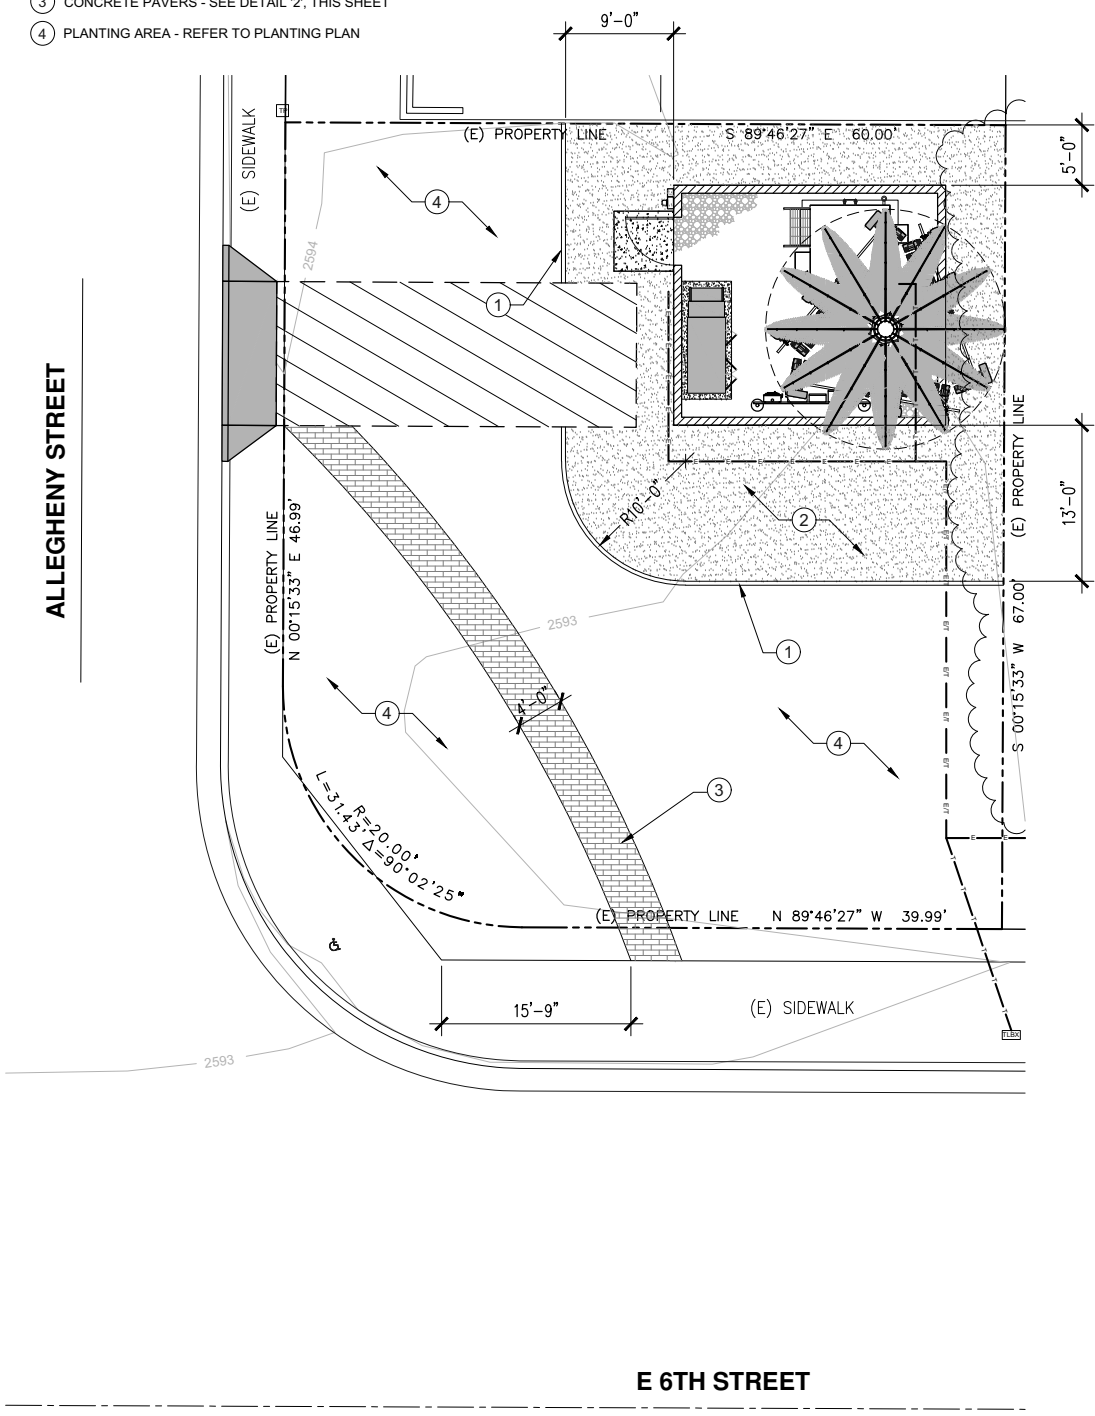 3 CONCRETE PAVERS - SEE DETAIL '2', THIS SHEET
4 PLANTING AREA - REFER TO PLANTING PLAN
9'-0"
(E) SIDEWALK
TP
(E) PROPERTY LINE S 89°46'27" E 60.00'
5'-0"
4
2594
1
ALLEGHENY STREET
(E) PROPERTY LINE
N 00°15'33" E 46.99'
R10'-0"
2
13'-0"
(E) PROPERTY LINE
S 00°15'33" W 67.00'
E E E E E E E
E/T
E/T
E/T
E/T
E/T
E/T
2593
1
4'-0"
4
4
3
R=20.00'
L=31.43' Δ=90°02'25"
E E
T
T
T
T
T
(E) PROPERTY LINE N 89°46'27" W 39.99'
15'-9"
(E) SIDEWALK
TLBX
2593
E 6TH STREET